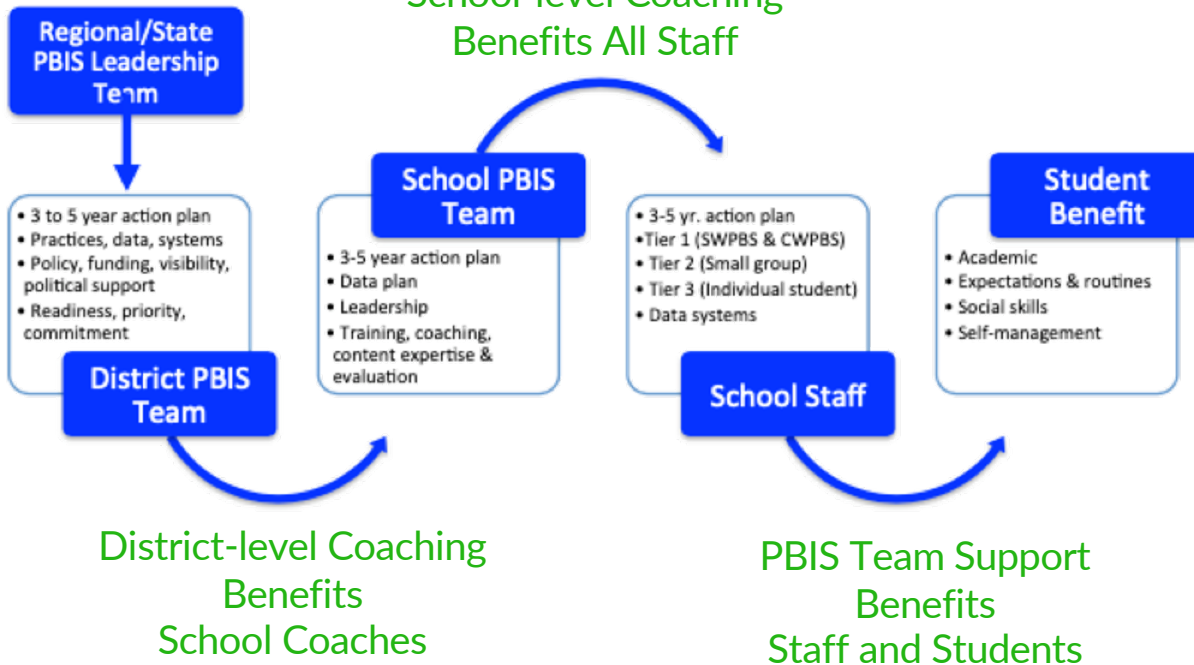 School-level Coaching
Benefits All Staff
Regional/State
PBIS Leadership
Team
• 3 to 5 year action plan
• Practices, data, systems
• Policy, funding, visibility,
political support
• Readiness, priority,
commitment
District PBIS
Team
School PBIS
Team
• 3-5 year action plan
• Data plan
• Leadership
• Training, coaching,
content expertise &
evaluation
• 3-5 yr. action plan
•Tier 1 (SWPBS & CWPBS)
• Tier 2 (Small group)
• Tier 3 (Individual student)
• Data systems
School Staff
Student
Benefit
• Academic
• Expectations & routines
• Social skills
• Self-management
District-level Coaching
Benefits
School Coaches
PBIS Team Support
Benefits
Staff and Students